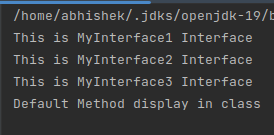 /home/abhishek/.jdks/openjdk-19/b
This is MyInterface1 Interface
This is MyInterface2 Interface
This is MyInterface3 Interface
Default Method display in class